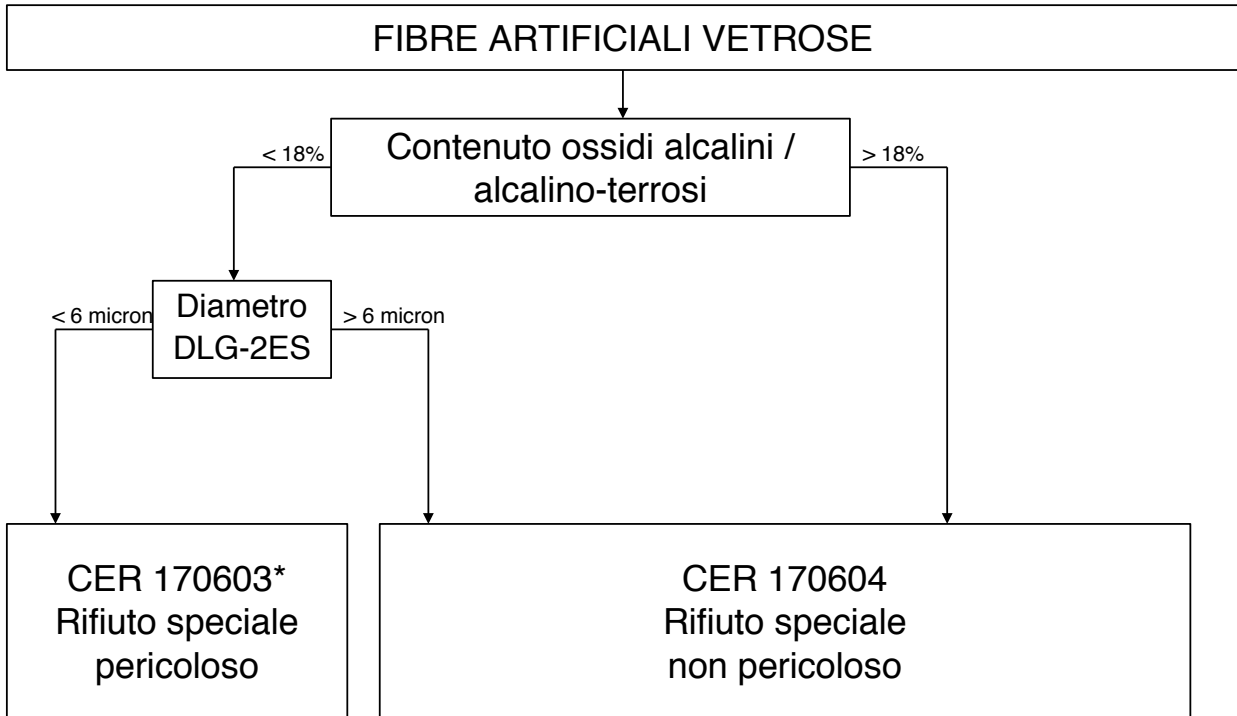 FIBRE ARTIFICIALI VETROSE
< 18%
Contenuto ossidi alcalini /
alcalino-terrosi
> 18%
< 6 micron
Diametro
DLG-2ES
> 6 micron
CER 170603*
Rifiuto speciale
pericoloso
CER 170604
Rifiuto speciale
non pericoloso